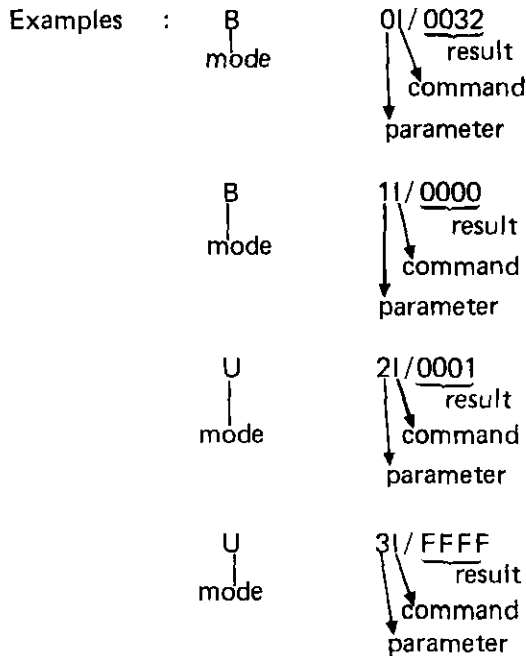 Examples : B 0I/0032
mode result
command
parameter
B 1I/0000
mode result
command
parameter
U 2I/0001
result
mode command
parameter
U 3I/FFFF
mode result
command
parameter